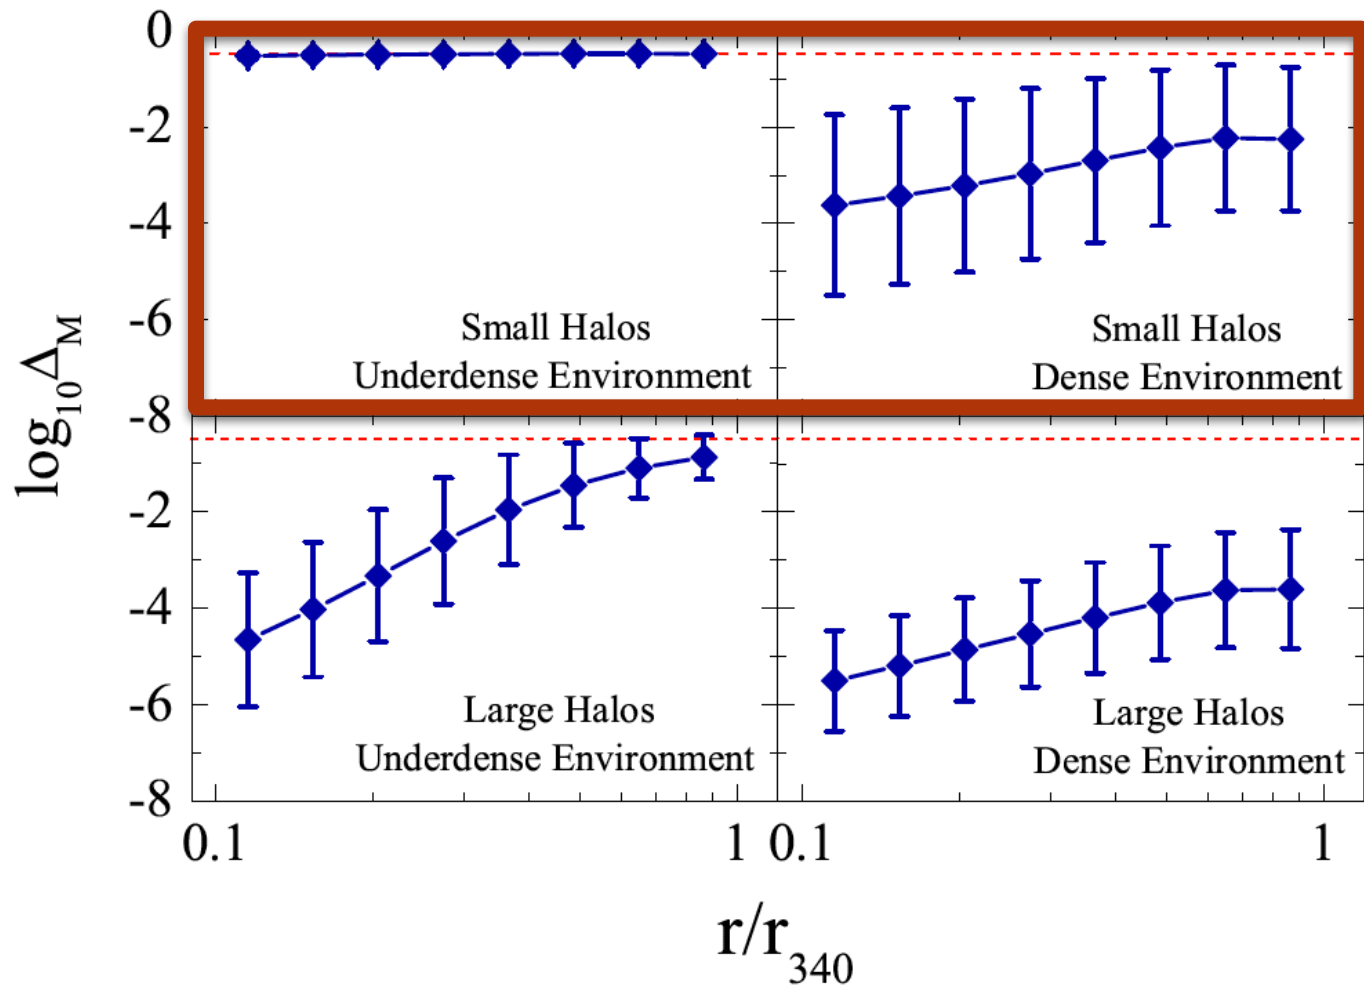 0
-2
-4
-6
-8
Small Halos
Underdense Environment
Small Halos
Dense Environment
log₁₀Δ_M
-2
-4
-6
-8
Large Halos
Underdense Environment
Large Halos
Dense Environment
0.1 1 0.1 1
r/r₃₄₀